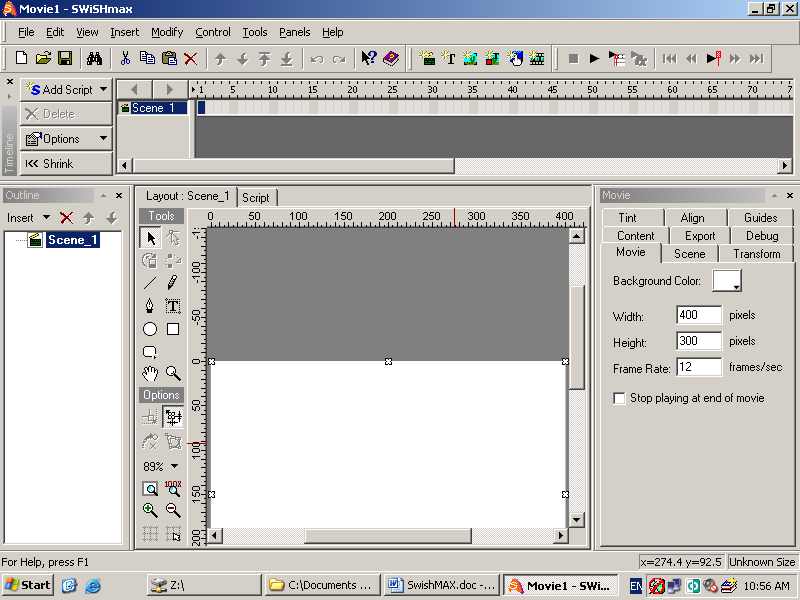 Movie1 - SWiSHmax
File Edit View Insert Modify Control Tools Panels Help
Add Script
Delete
Options
Shrink
Timeline
1 5 10 15 20 25 30 35 40 45 50 55 60 65 70 7
Scene_1
Outline
Insert
Scene_1
Layout : Scene_1 Script
Tools
0 50 100 150 200 250 300 350 400
-100
-50
0
50
100
150
200
Options
89%
100%
Movie
Tint Align Guides
Content Export Debug
Movie Scene Transform
Background Color:
Width: 400 pixels
Height: 300 pixels
Frame Rate: 12 frames/sec
Stop playing at end of movie
For Help, press F1
x=274.4 y=92.5 Unknown Size
Start
Z:\
C:\Documents ...
SwishMAX.doc -...
Movie1 - SWi...
EN
10:56 AM